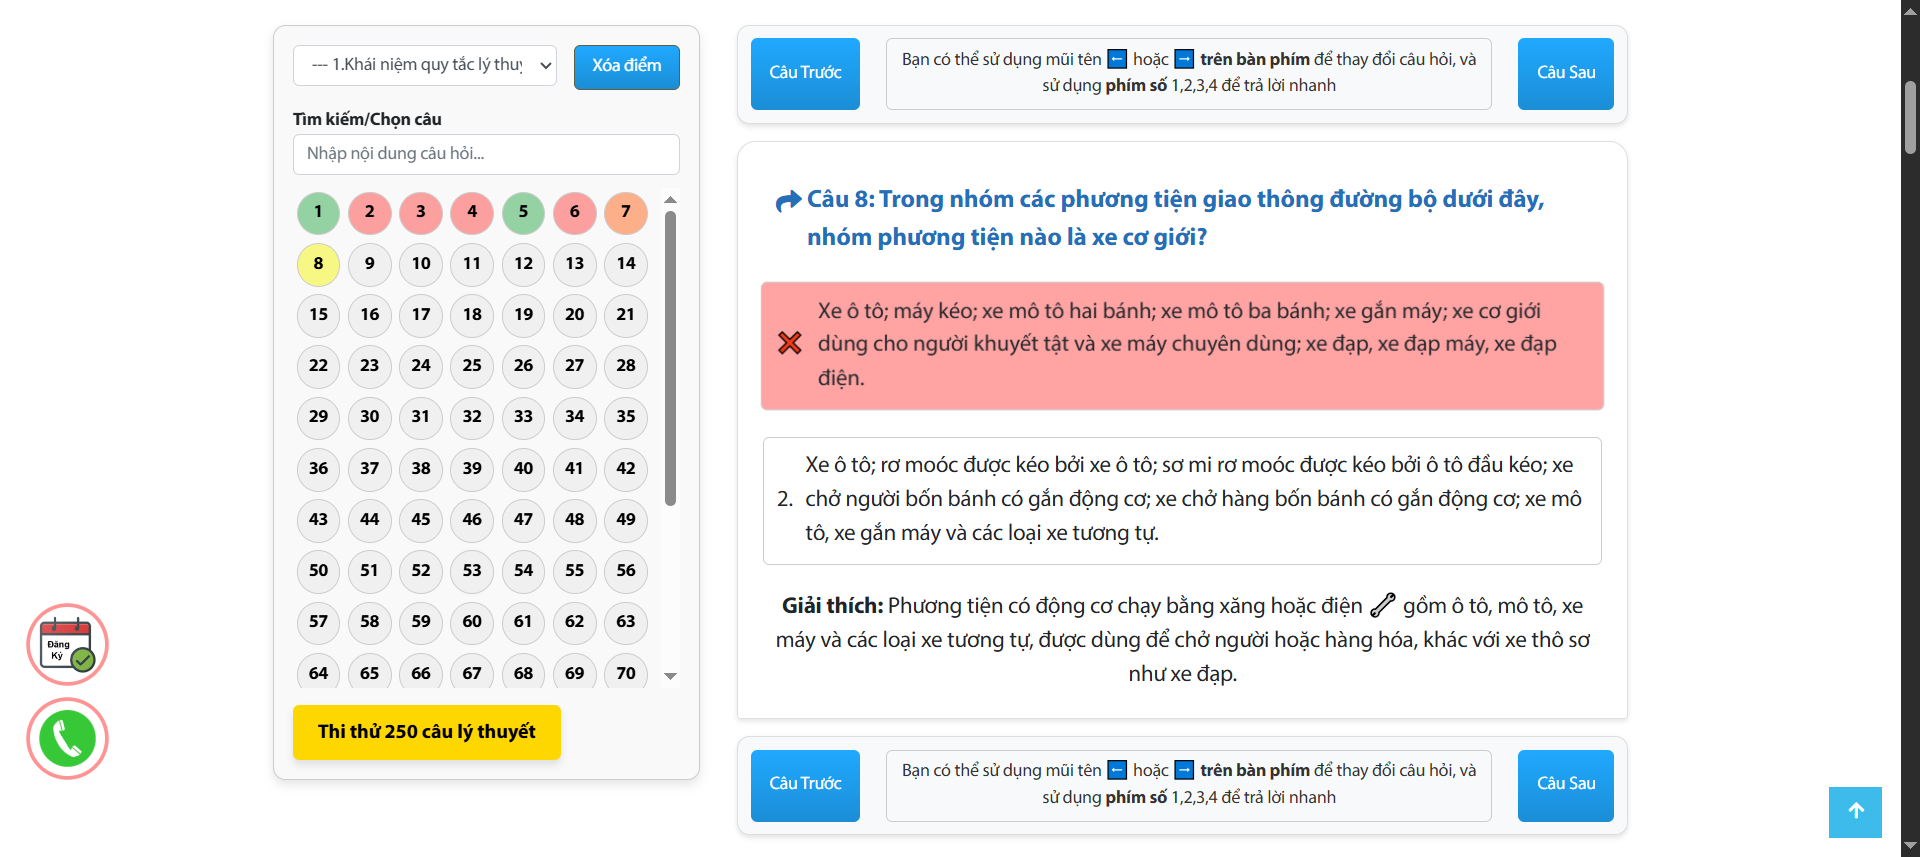 --- 1.Khái niệm quy tắc lý thuy
Xóa điểm
Tìm kiếm/Chọn câu
Nhập nội dung câu hỏi...
1 2 3 4 5 6 7
8 9 10 11 12 13 14
15 16 17 18 19 20 21
22 23 24 25 26 27 28
29 30 31 32 33 34 35
36 37 38 39 40 41 42
43 44 45 46 47 48 49
50 51 52 53 54 55 56
57 58 59 60 61 62 63
64 65 66 67 68 69 70
Thi thử 250 câu lý thuyết
Đăng
Ký
Câu Trước
Bạn có thể sử dụng mũi tên ← hoặc → trên bàn phím để thay đổi câu hỏi, và
sử dụng phím số 1,2,3,4 để trả lời nhanh
Câu Sau
Câu 8: Trong nhóm các phương tiện giao thông đường bộ dưới đây,
nhóm phương tiện nào là xe cơ giới?
Xe ô tô; máy kéo; xe mô tô hai bánh; xe mô tô ba bánh; xe gắn máy; xe cơ giới
dùng cho người khuyết tật và xe máy chuyên dùng; xe đạp, xe đạp máy, xe đạp
điện.
Xe ô tô; rơ moóc được kéo bởi xe ô tô; sơ mi rơ moóc được kéo bởi ô tô đầu kéo; xe
2. chở người bốn bánh có gắn động cơ; xe chở hàng bốn bánh có gắn động cơ; xe mô
tô, xe gắn máy và các loại xe tương tự.
Giải thích: Phương tiện có động cơ chạy bằng xăng hoặc điện gồm ô tô, mô tô, xe
máy và các loại xe tương tự, được dùng để chở người hoặc hàng hóa, khác với xe thô sơ
như xe đạp.
Câu Trước
Bạn có thể sử dụng mũi tên ← hoặc → trên bàn phím để thay đổi câu hỏi, và
sử dụng phím số 1,2,3,4 để trả lời nhanh
Câu Sau